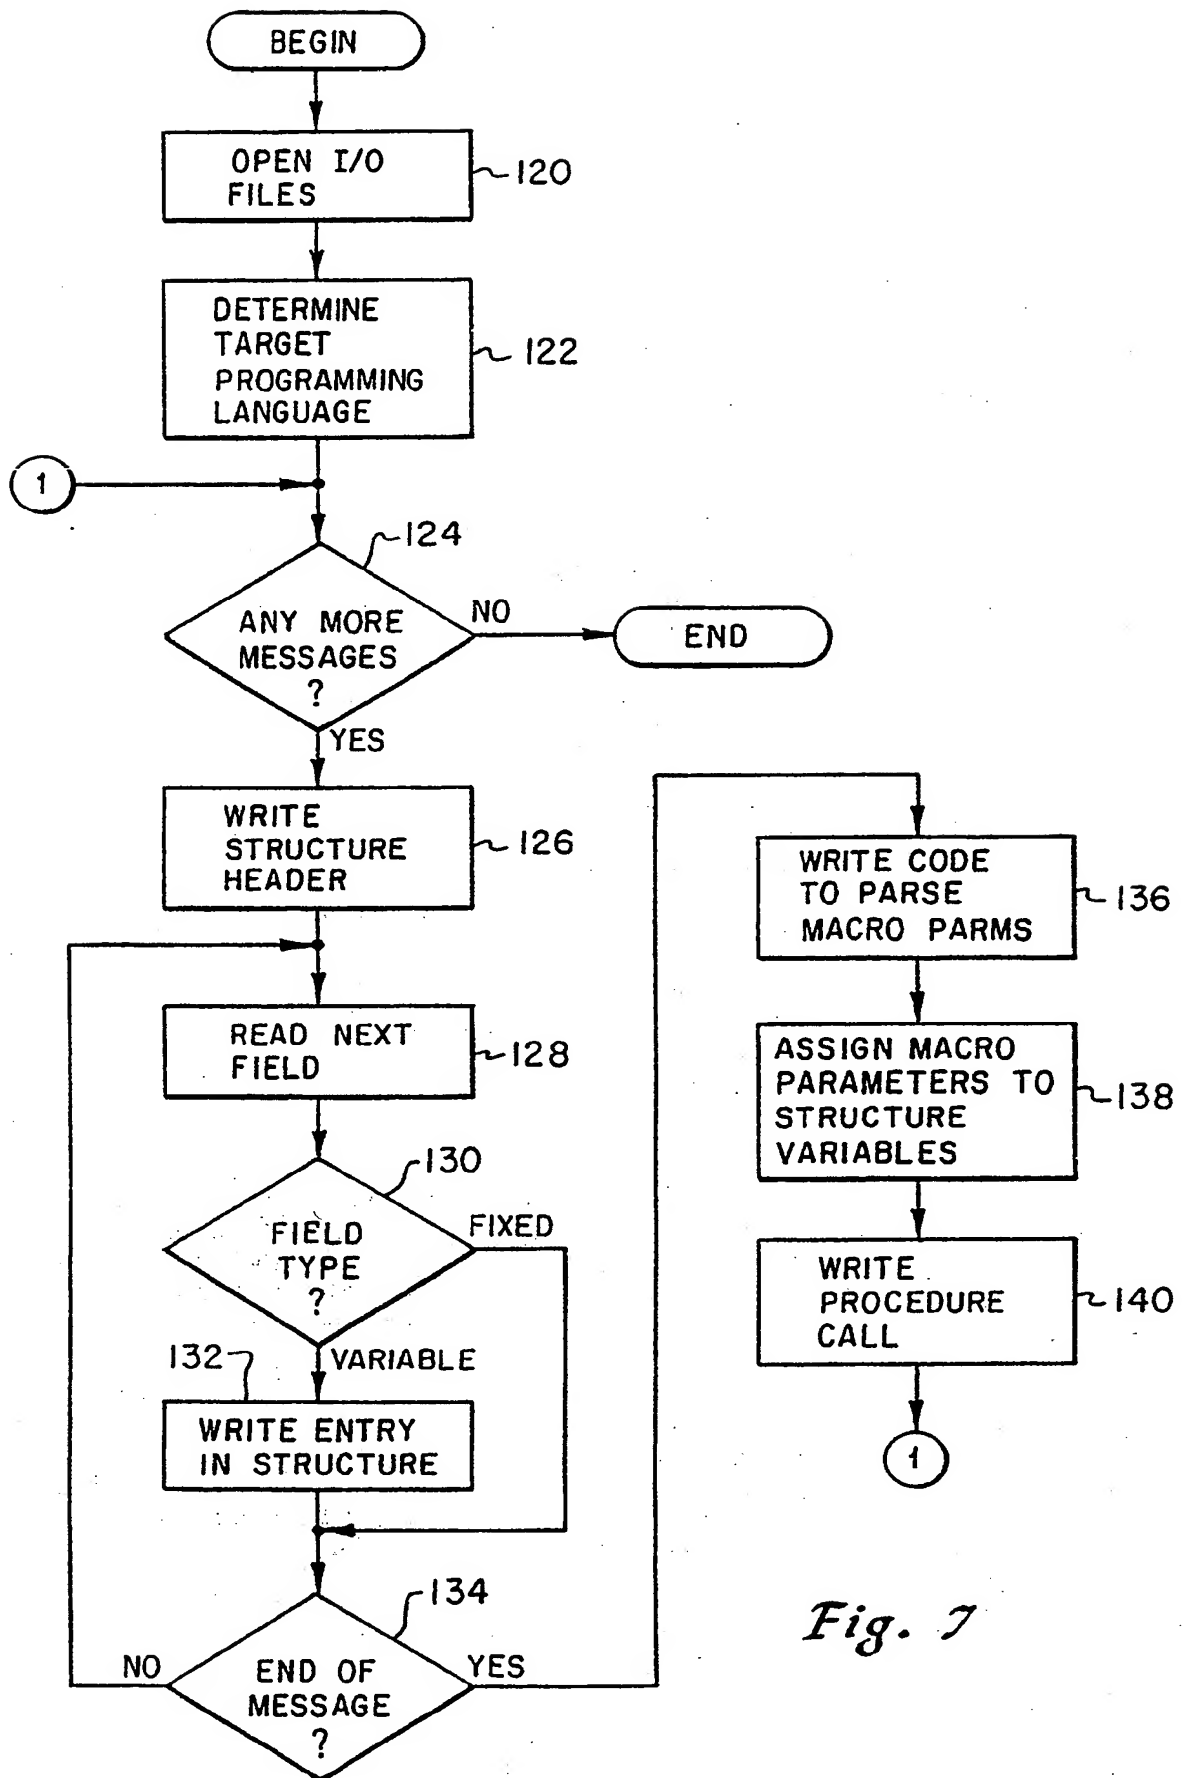 BEGIN
OPEN I/O
FILES
120
DETERMINE
TARGET
PROGRAMMING
LANGUAGE
122
1
124
ANY MORE
MESSAGES
?
NO
END
YES
WRITE
STRUCTURE
HEADER
126
READ NEXT
FIELD
128
130
FIELD
TYPE
?
FIXED
VARIABLE
132
WRITE ENTRY
IN STRUCTURE
134
END OF
MESSAGE
?
NO
YES
WRITE CODE
TO PARSE
MACRO PARMS
136
ASSIGN MACRO
PARAMETERS TO
STRUCTURE
VARIABLES
138
WRITE
PROCEDURE
CALL
140
1
Fig. 7